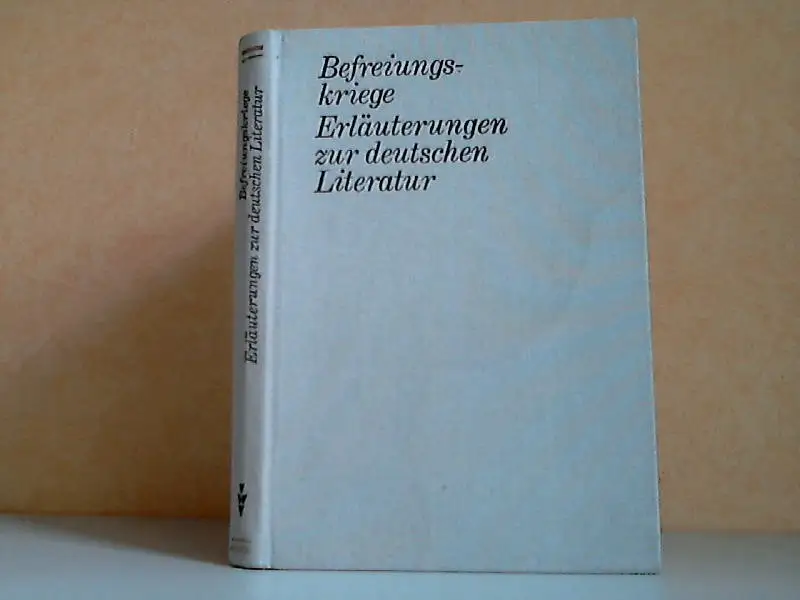 Befreiungs-
kriege
Erläuterungen
zur deutschen
Literatur
Befreiungskriege
Erläuterungen zur deutschen Literatur